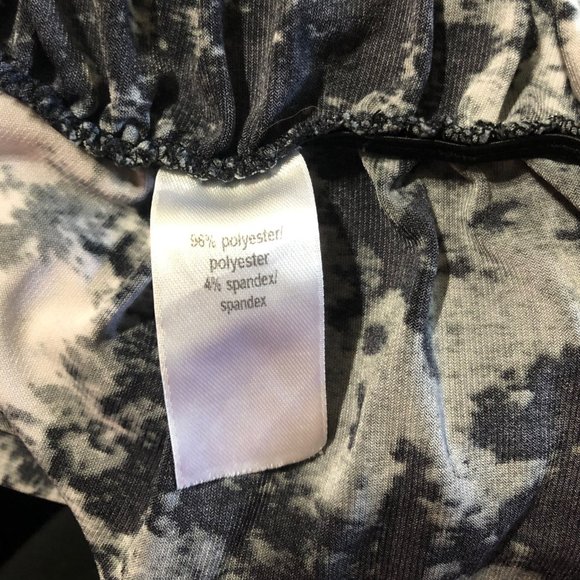 96% polyester/
polyester
4% spandex/
spandex